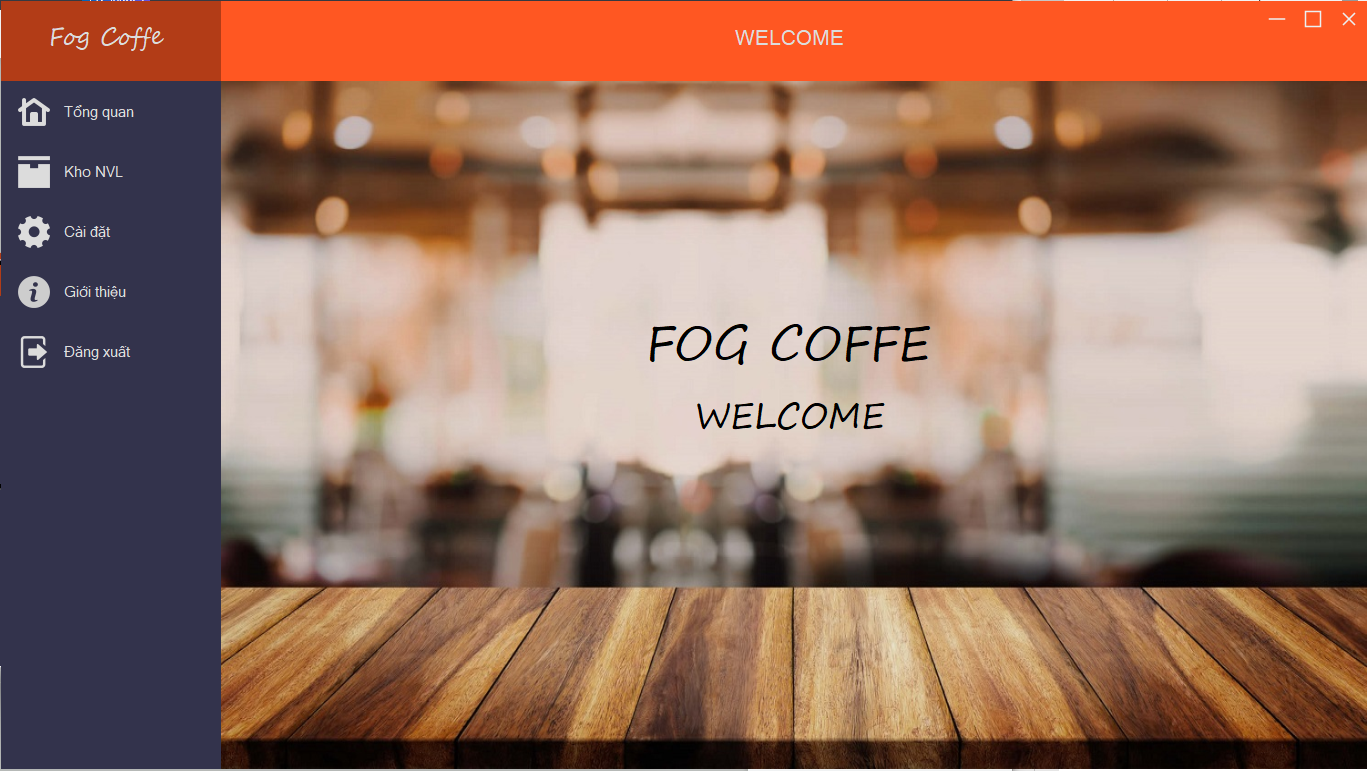 Fog Coffe
WELCOME
Tổng quan
Kho NVL
Cài đặt
Giới thiệu
Đăng xuất
FOG COFFE
WELCOME